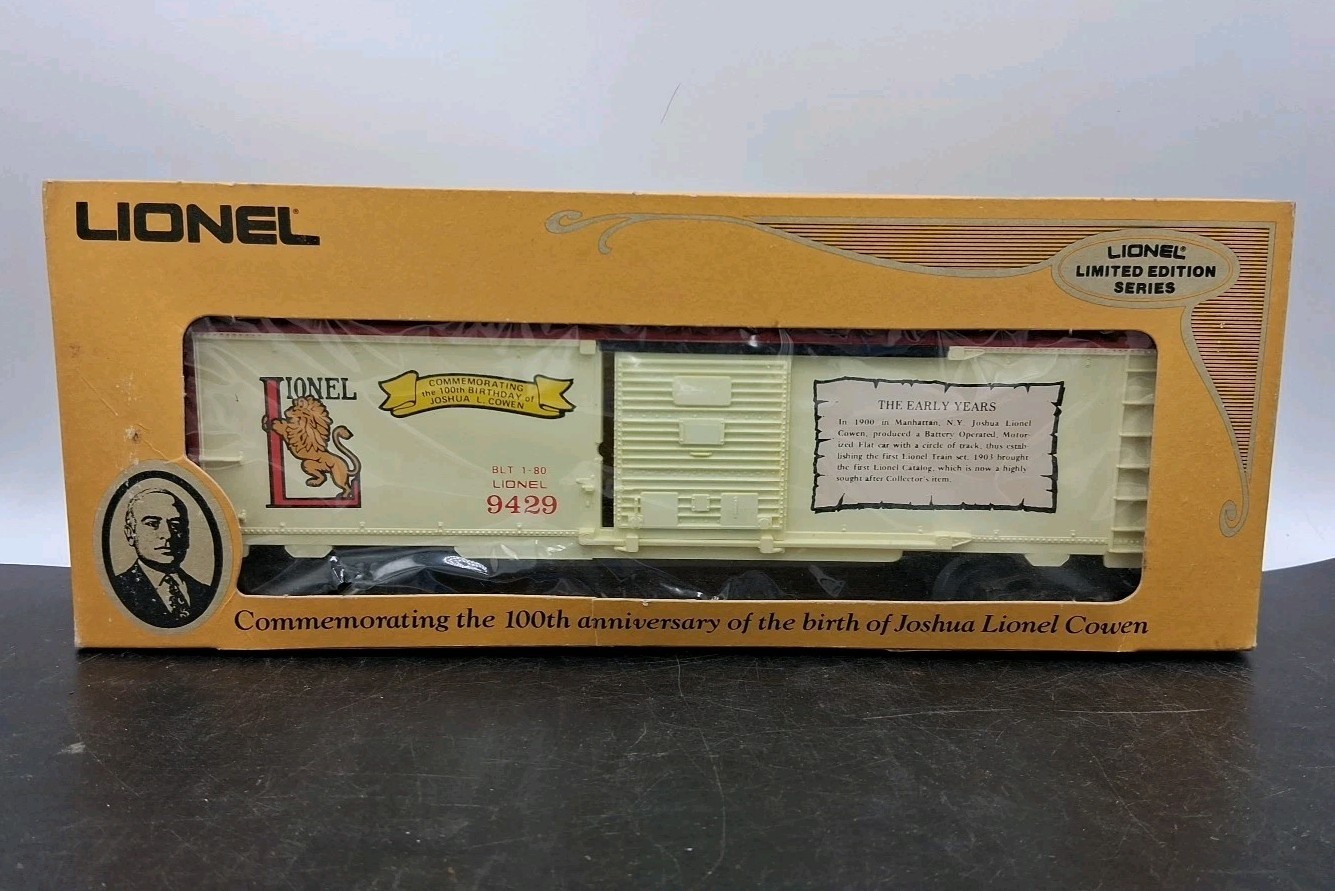 LIONEL
LIONEL
LIMITED EDITION
SERIES
LIONEL
COMMEMORATING
the 100th BIRTHDAY of
JOSHUA L. COWEN
BLT 1-80
LIONEL
9429
THE EARLY YEARS
In 1900 in Manhattan, N.Y. Joshua Lionel
Cowen, produced a Battery Operated, Motor-
ized Flat car with a circle of track, thus estab-
lishing the first Lionel Train set. 1903 brought
the first Lionel Catalog, which is now a highly
sought after Collector's item.
Commemorating the 100th anniversary of the birth of Joshua Lionel Cowen